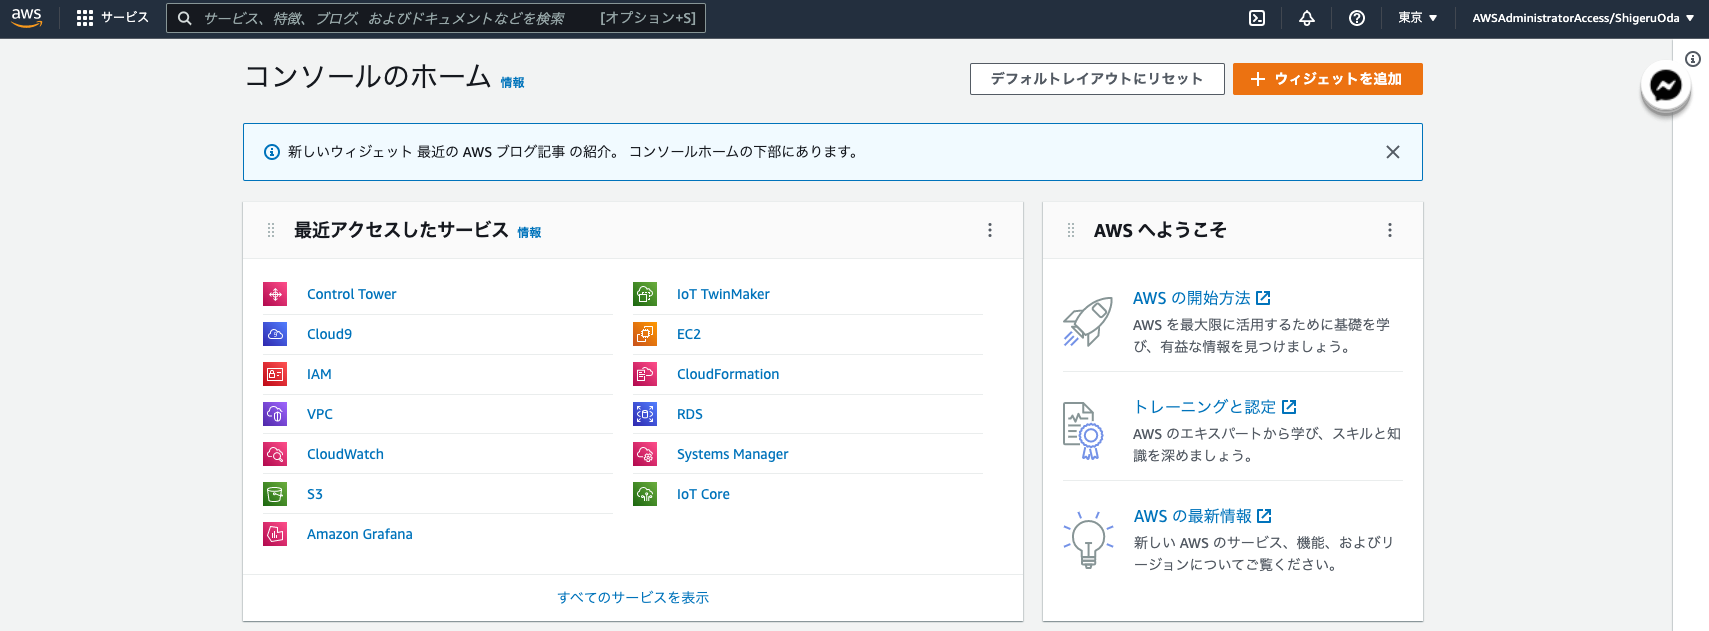 aws サービス サービス、特徴、ブログ、およびドキュメントなどを検索 [オプション+S] 東京 ▼ AWSAdministratorAccess/ShigeruOda ▼
コンソールのホーム 情報 デフォルトレイアウトにリセット + ウィジェットを追加
新しいウィジェット 最近の AWS ブログ記事 の紹介。 コンソールホームの下部にあります。
最近アクセスしたサービス 情報
Control Tower
Cloud9
IAM
VPC
CloudWatch
S3
Amazon Grafana
IoT TwinMaker
EC2
CloudFormation
RDS
Systems Manager
IoT Core
すべてのサービスを表示
AWS へようこそ
AWS の開始方法
AWS を最大限に活用するために基礎を学
び、有益な情報を見つけましょう。
トレーニングと認定
AWS のエキスパートから学び、スキルと知
識を深めましょう。
AWS の最新情報
新しい AWS のサービス、機能、およびリ
ージョンについてご覧ください。